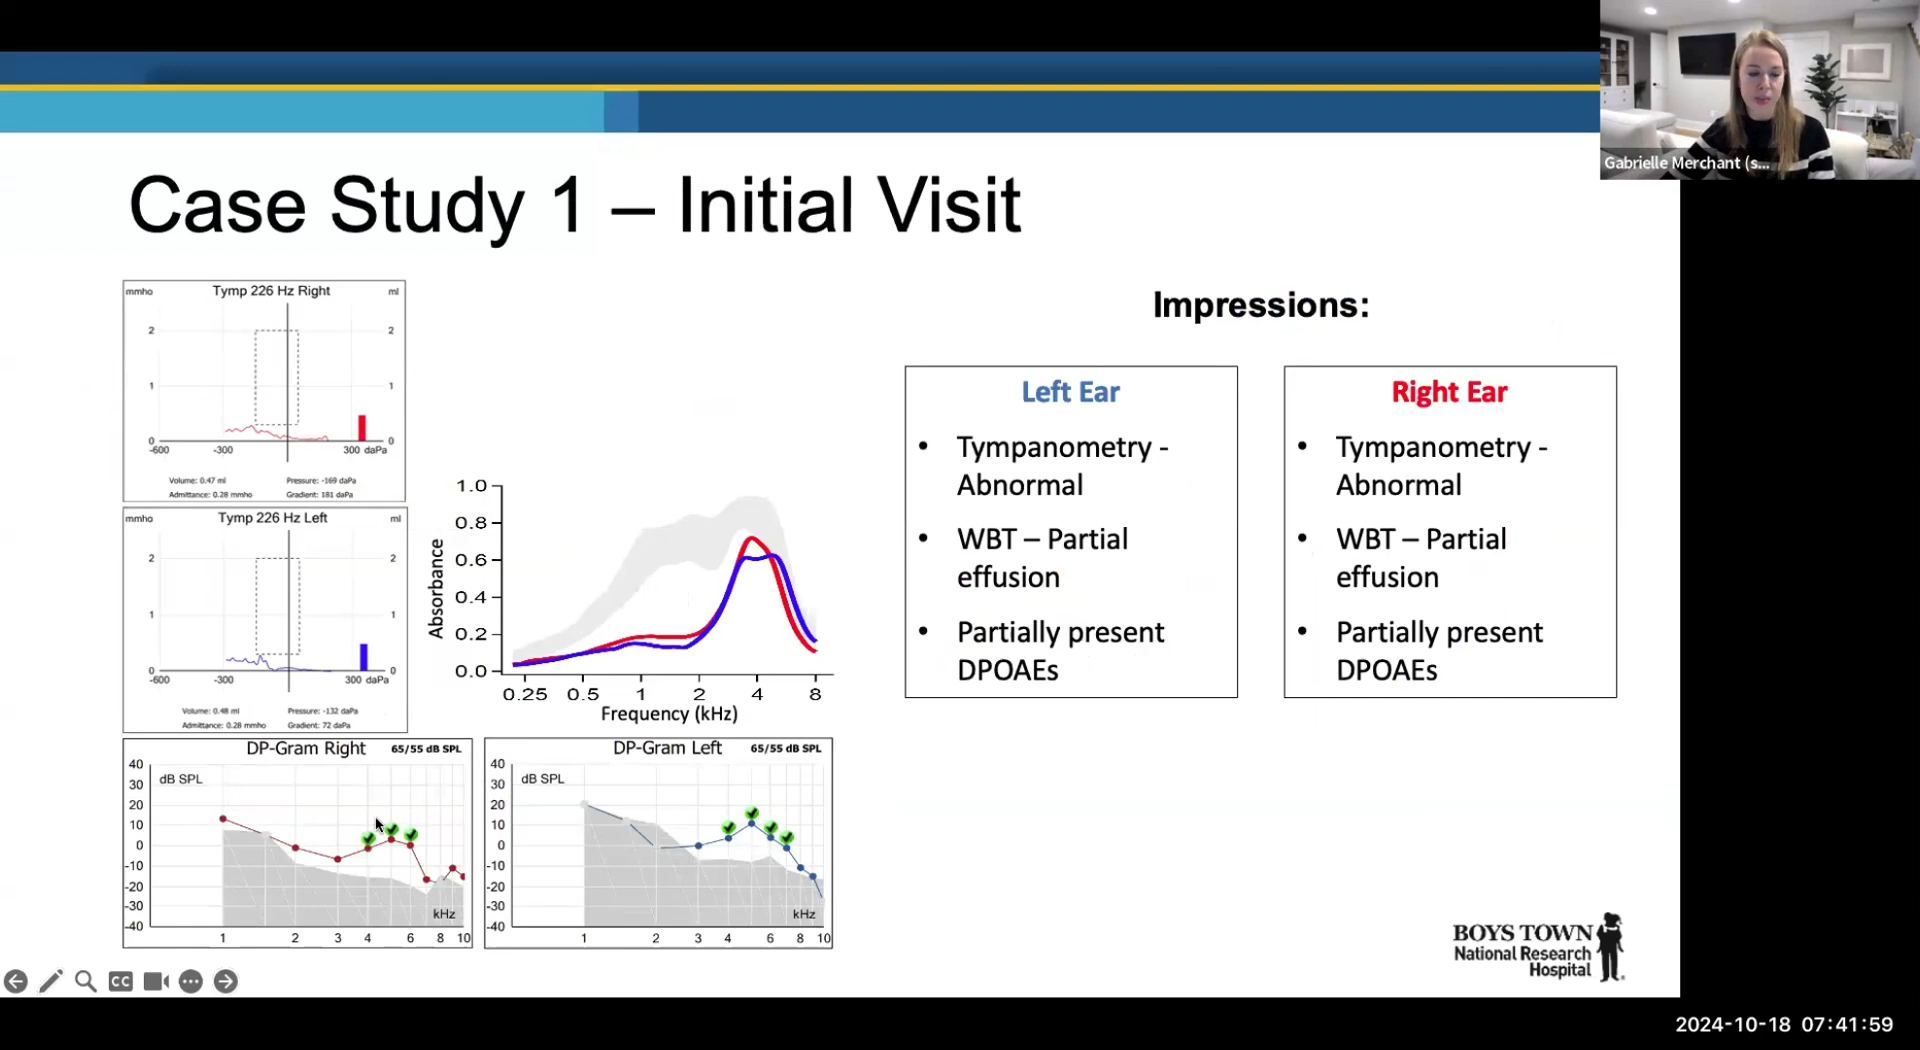 Gabrielle Merchant (s...
Case Study 1 – Initial Visit
mmho
Tymp 226 Hz Right
ml
2
2
1
1
0
0
-600
-300
300 daPa
Volume: 0.47 ml
Pressure: -169 daPa
Admittance: 0.28 mmho
Gradient: 181 daPa
mmho
Tymp 226 Hz Left
ml
2
2
1
1
0
0
-600
-300
300 daPa
Volume: 0.48 ml
Pressure: -132 daPa
Admittance: 0.28 mmho
Gradient: 72 daPa
Absorbance
1.0
0.8
0.6
0.4
0.2
0.0
0.25 0.5 1 2 4 8
Frequency (kHz)
DP-Gram Right
65/55 dB SPL
dB SPL
40
30
20
10
0
-10
-20
-30
-40
kHz
1 2 3 4 6 8 10
DP-Gram Left
65/55 dB SPL
dB SPL
40
30
20
10
0
-10
-20
-30
-40
kHz
1 2 3 4 6 8 10
Impressions:
Left Ear
• Tympanometry -
Abnormal
• WBT – Partial
effusion
• Partially present
DPOAEs
Right Ear
• Tympanometry -
Abnormal
• WBT – Partial
effusion
• Partially present
DPOAEs
CC
BOYS TOWN
National Research
Hospital
2024-10-18 07:41:59